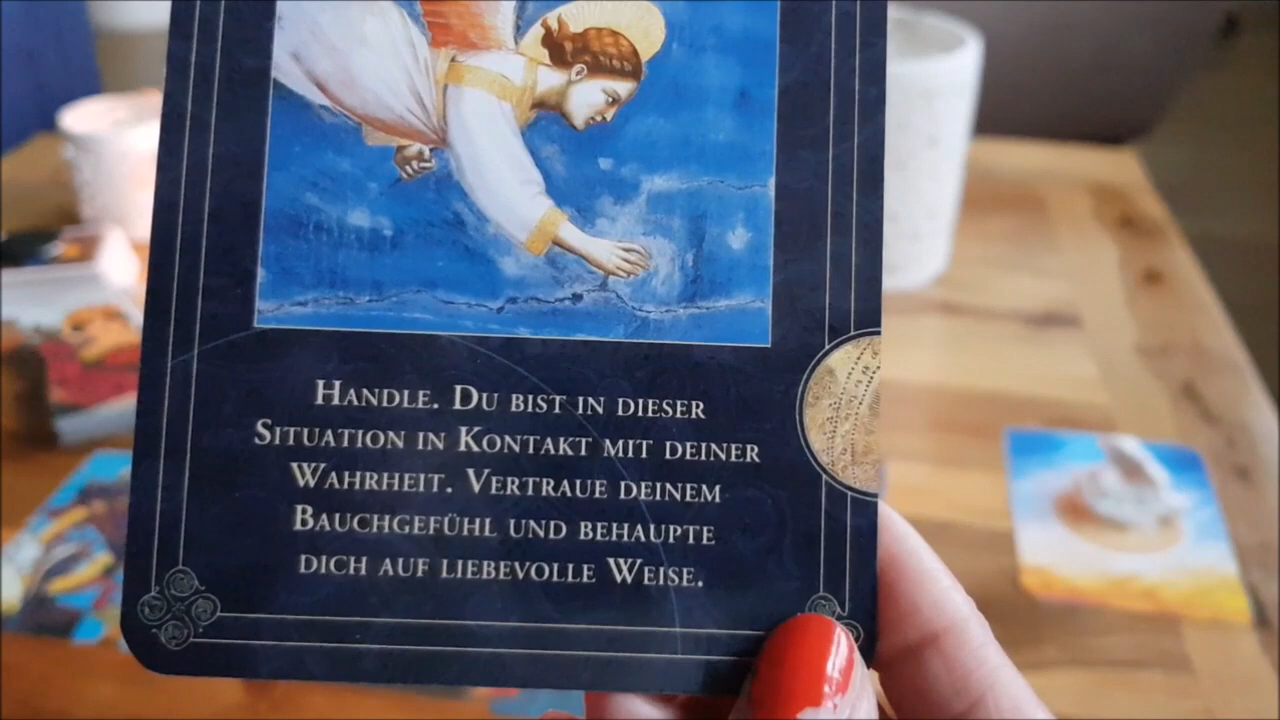 Handle. Du bist in dieser
Situation in Kontakt mit deiner
Wahrheit. Vertraue deinem
Bauchgefühl und behaupte
dich auf liebevolle Weise.